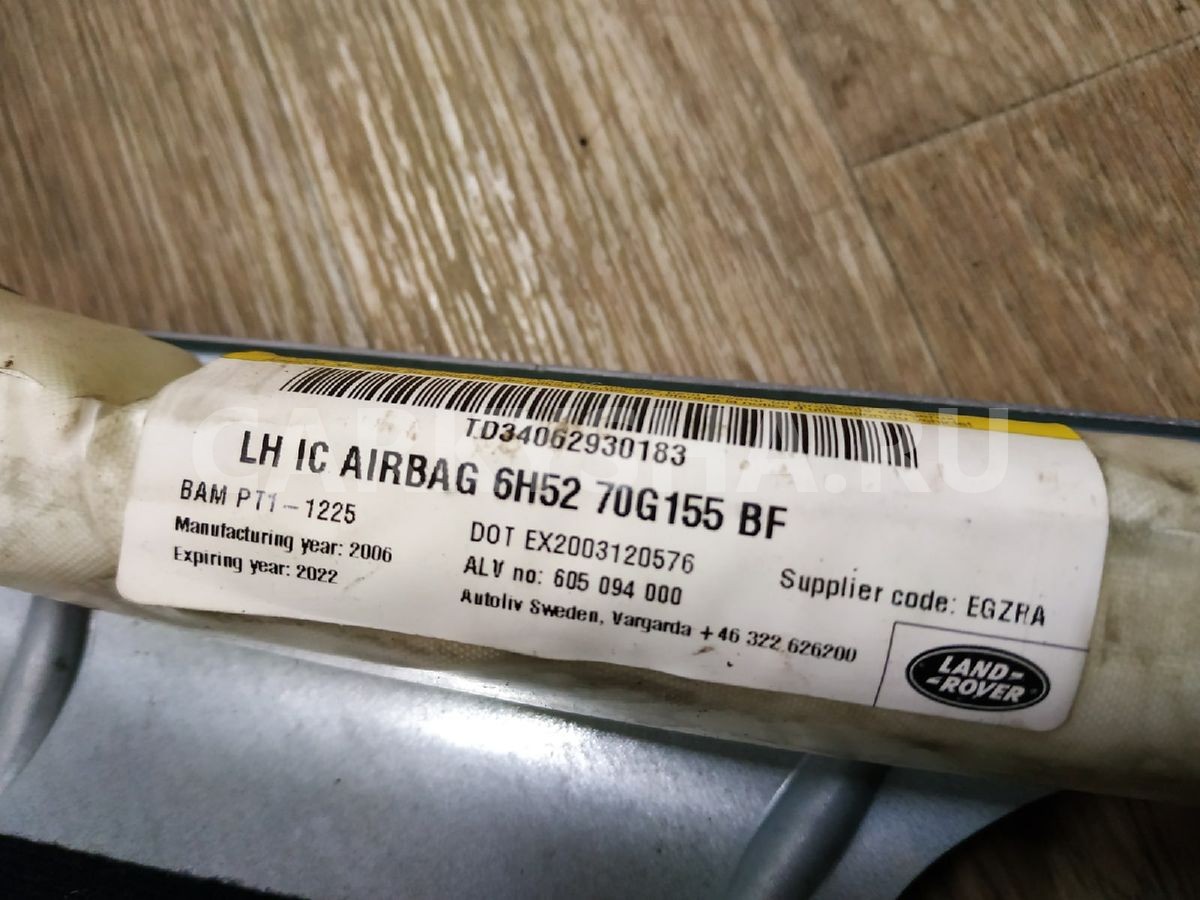 TD34062930183
LH IC AIRBAG 6H52 70G155 BF
BAM PT1-1225
DOT EX2003120576
Manufacturing year: 2006
ALV no: 605 094 000
Supplier code: EGZRA
Expiring year: 2022
Autoliv Sweden, Vargarda +46 322 626200
LAND-
-ROVER